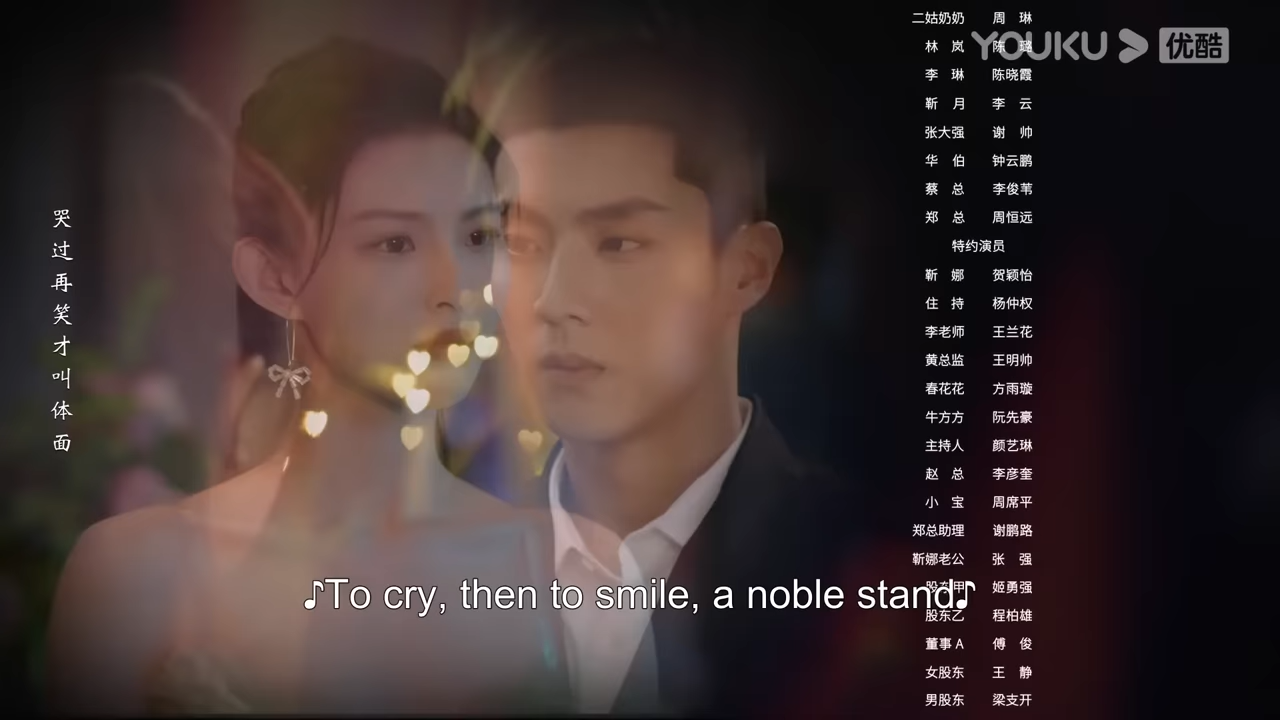 YOUKU 优酷
哭过再笑才叫体面
二姑奶奶 周琳
林岚 陈璐
李琳 陈晓霞
靳月 李云
张大强 谢帅
华伯 钟云鹏
蔡总 李俊苇
郑总 周恒远
特约演员
靳娜 贺颖怡
住持 杨仲权
李老师 王兰花
黄总监 王明帅
春花花 方雨璇
牛方方 阮先豪
主持人 颜艺琳
赵总 李彦奎
小宝 周席平
郑总助理 谢鹏路
靳娜老公 张强
股东甲 姬勇强
股东乙 程柏雄
董事A 傅俊
女股东 王静
男股东 梁支开
♪To cry, then to smile, a noble stand♪